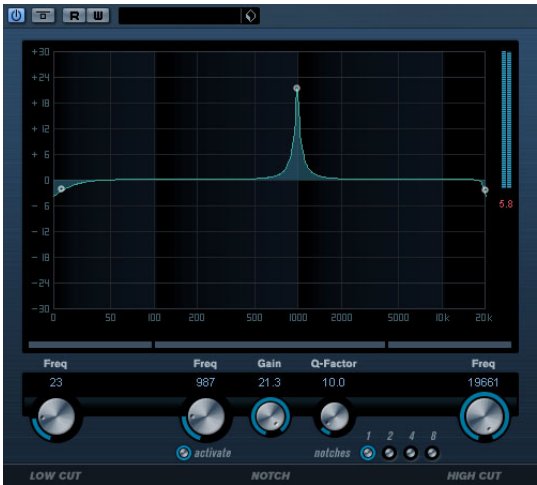 R W
+30
+24
+18
+12
+6
0
-6
-12
-18
-24
-30
5.8
0 50 100 200 500 1000 2000 5000 10k 20k
Freq Freq Gain Q-Factor Freq
23 987 21.3 10.0 19661
1 2 4 8
activate notches
LOW CUT NOTCH HIGH CUT